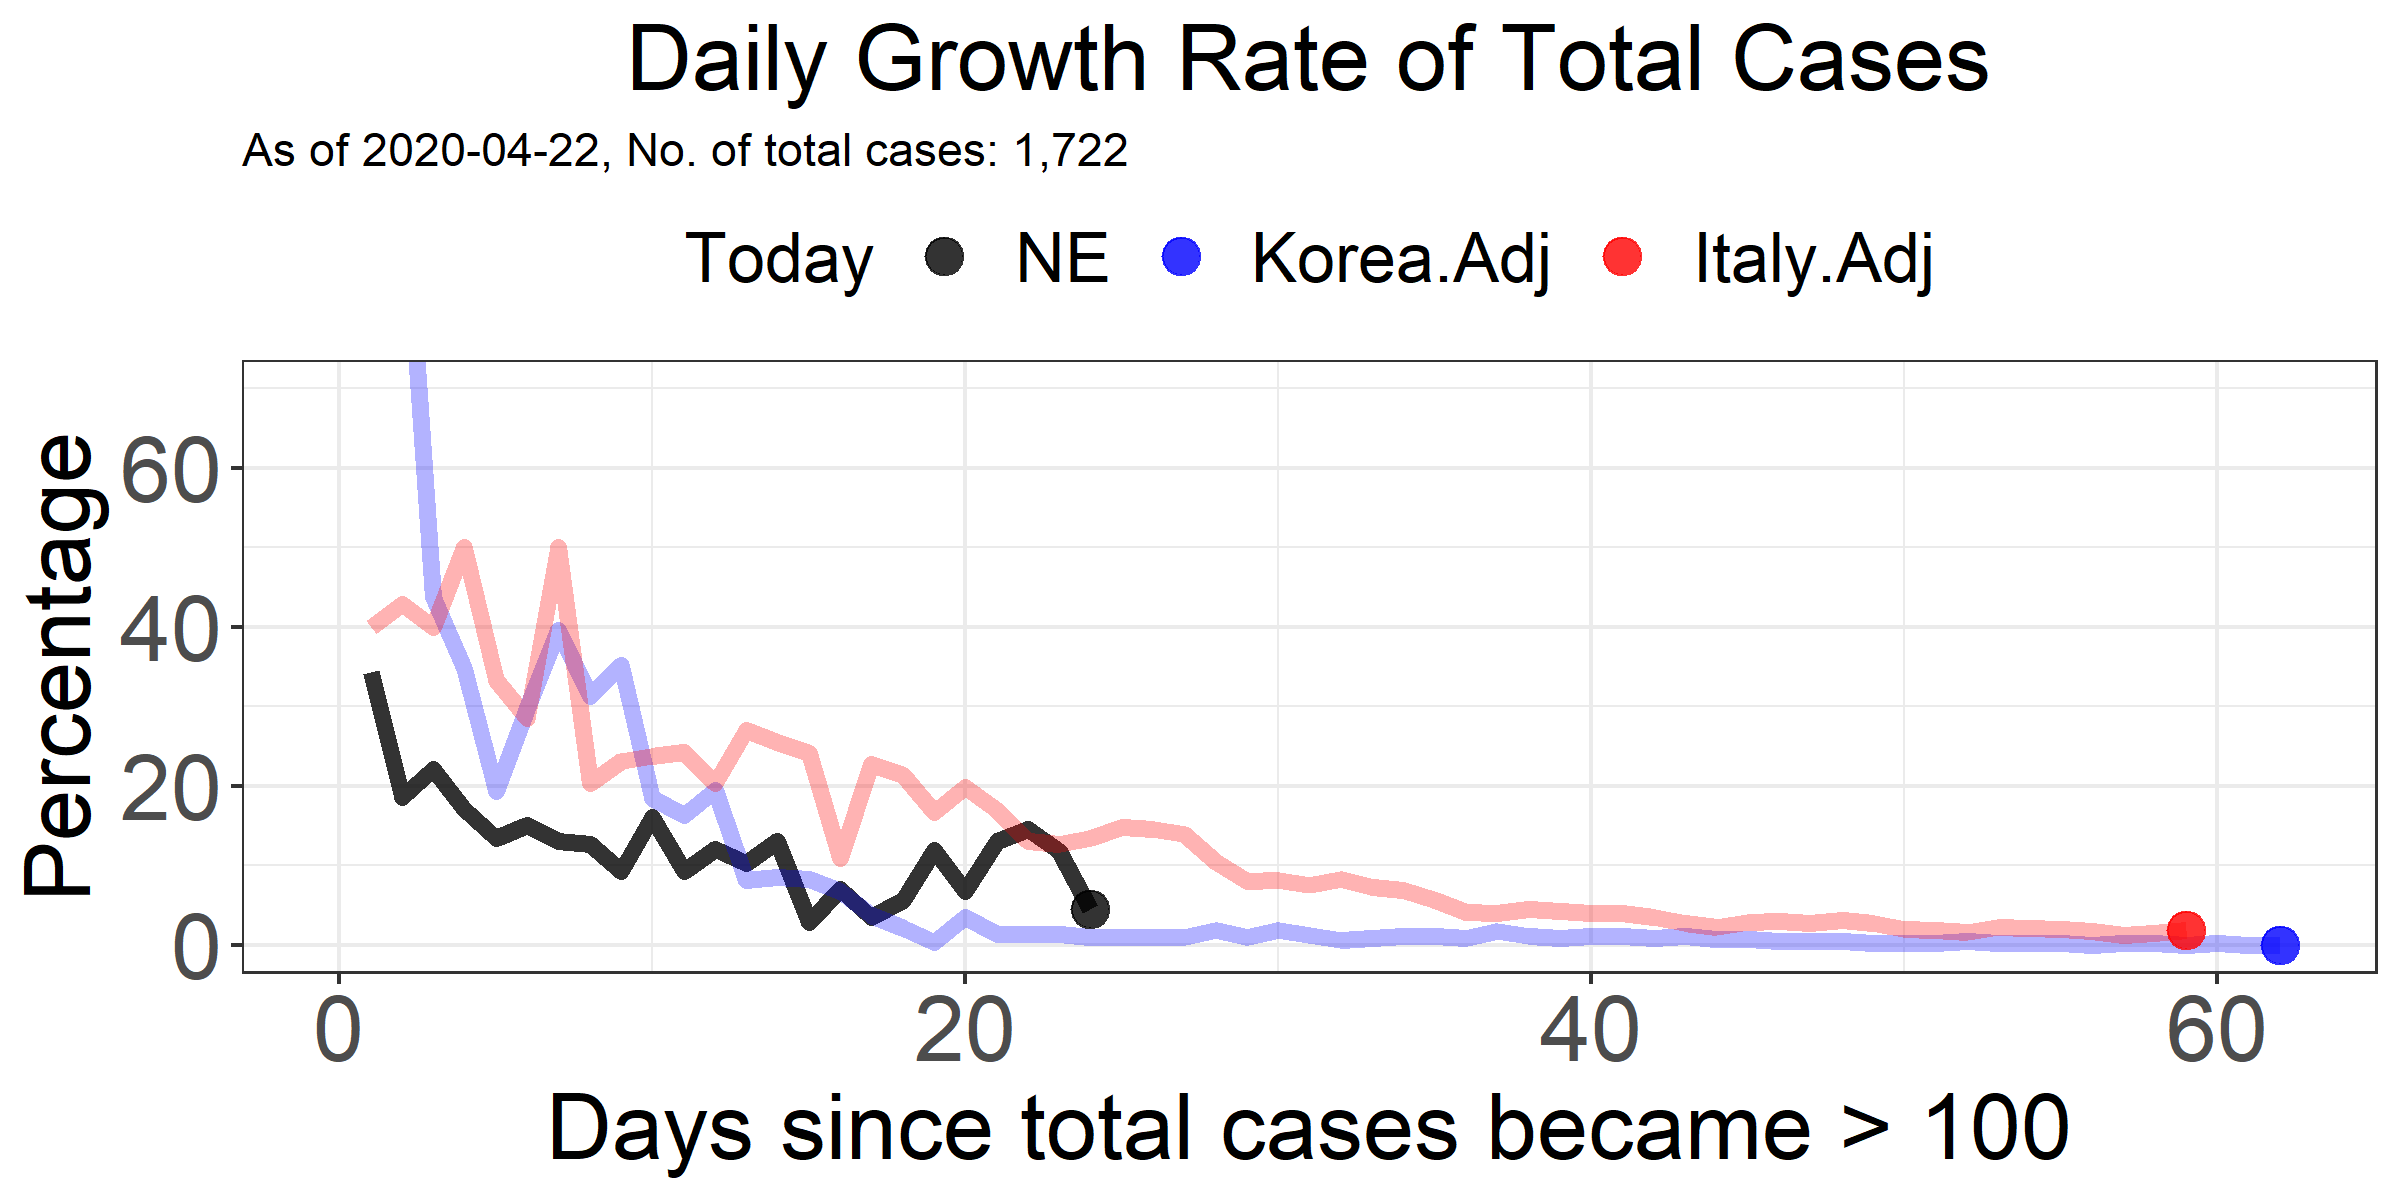 Daily Growth Rate of Total Cases
As of 2020-04-22, No. of total cases: 1,722
Today NE Korea.Adj Italy.Adj
Percentage
60
40
20
0
0 20 40 60
Days since total cases became > 100